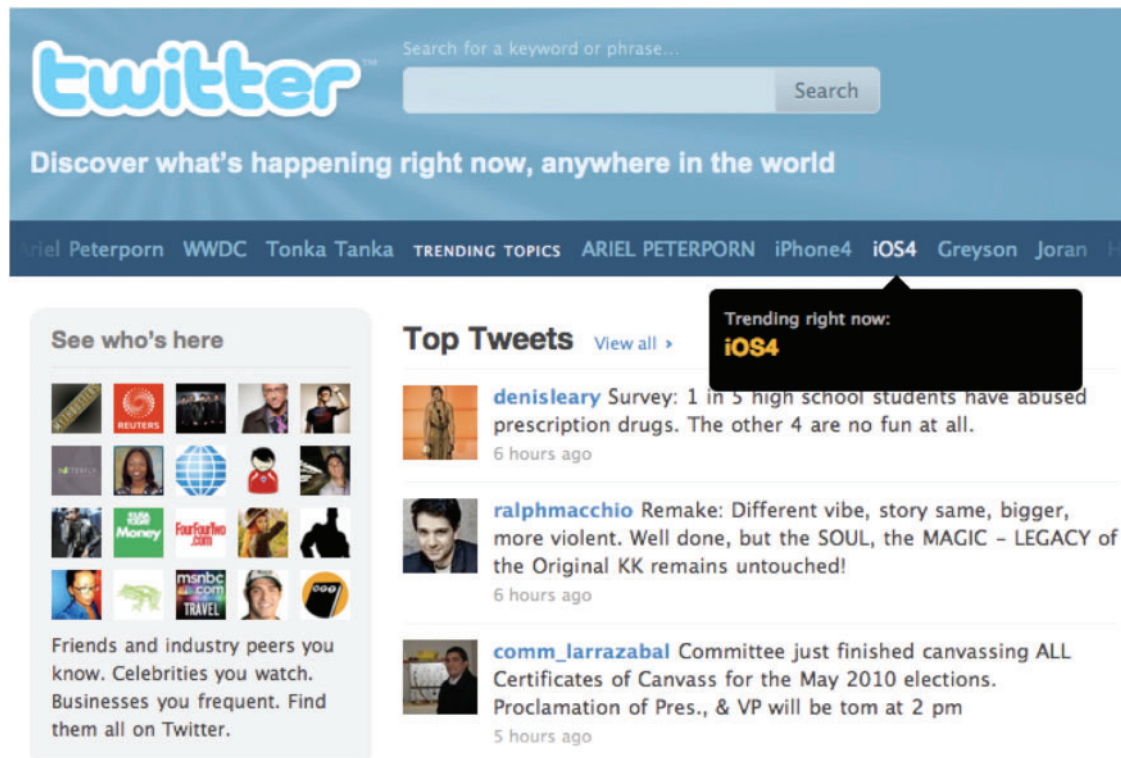 twitter™
Search for a keyword or phrase...
Search
Discover what's happening right now, anywhere in the world
Ariel Peterporn WWDC Tonka Tanka TRENDING TOPICS ARIEL PETERPORN iPhone4 iOS4 Greyson Joran H
Trending right now:
iOS4
See who's here
REUTERS
USA TODAY
Money
FourFourTwo
.com
msnbc
.com
TRAVEL
Friends and industry peers you
know. Celebrities you watch.
Businesses you frequent. Find
them all on Twitter.
Top Tweets View all ›
denisleary Survey: 1 in 5 high school students have abused
prescription drugs. The other 4 are no fun at all.
6 hours ago
ralphmacchio Remake: Different vibe, story same, bigger,
more violent. Well done, but the SOUL, the MAGIC – LEGACY of
the Original KK remains untouched!
6 hours ago
comm_larrazabal Committee just finished canvassing ALL
Certificates of Canvass for the May 2010 elections.
Proclamation of Pres., & VP will be tom at 2 pm
5 hours ago